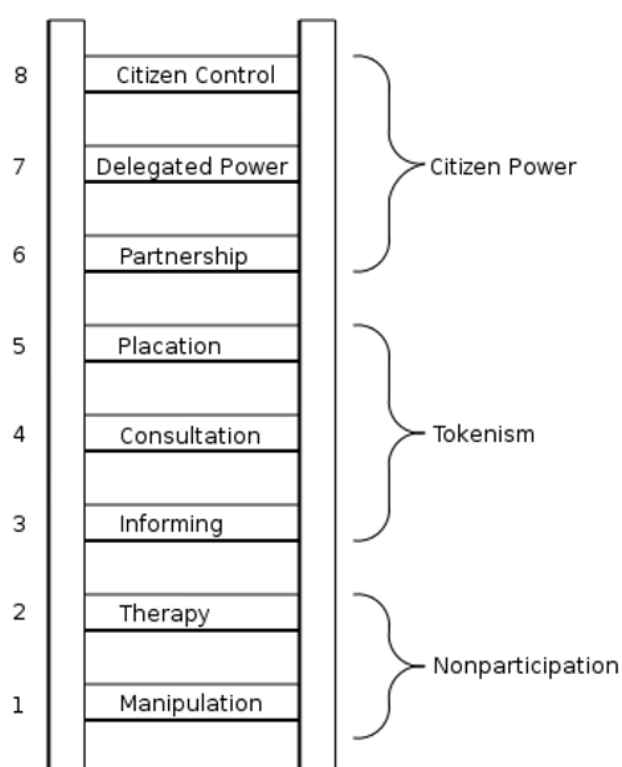 8 Citizen Control
7 Delegated Power
Citizen Power
6 Partnership
5 Placation
4 Consultation
Tokenism
3 Informing
2 Therapy
Nonparticipation
1 Manipulation